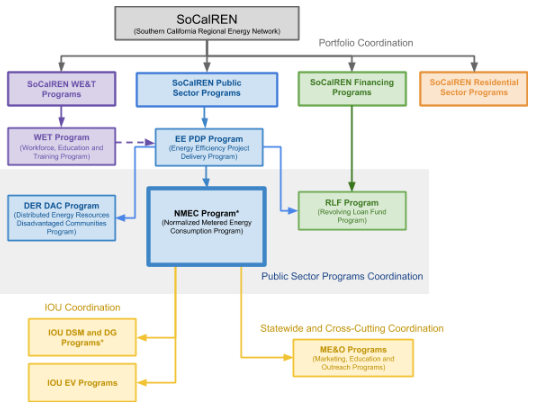 SoCalREN
(Southern California Regional Energy Network)
Portfolio Coordination
SoCalREN WE&T
Programs
SoCalREN Public
Sector Programs
SoCalREN Financing
Programs
SoCalREN Residential
Sector Programs
WET Program
(Workforce, Education and
Training Program)
EE PDP Program
(Energy Efficiency Project
Delivery Program)
DER DAC Program
(Distributed Energy Resources
Disadvantaged Communities
Program)
NMEC Program*
(Normalized Metered Energy
Consumption Program)
RLF Program
(Revolving Loan Fund
Program)
Public Sector Programs Coordination
IOU Coordination
IOU DSM and DG
Programs*
IOU EV Programs
Statewide and Cross-Cutting Coordination
ME&O Programs
(Marketing, Education and
Outreach Programs)